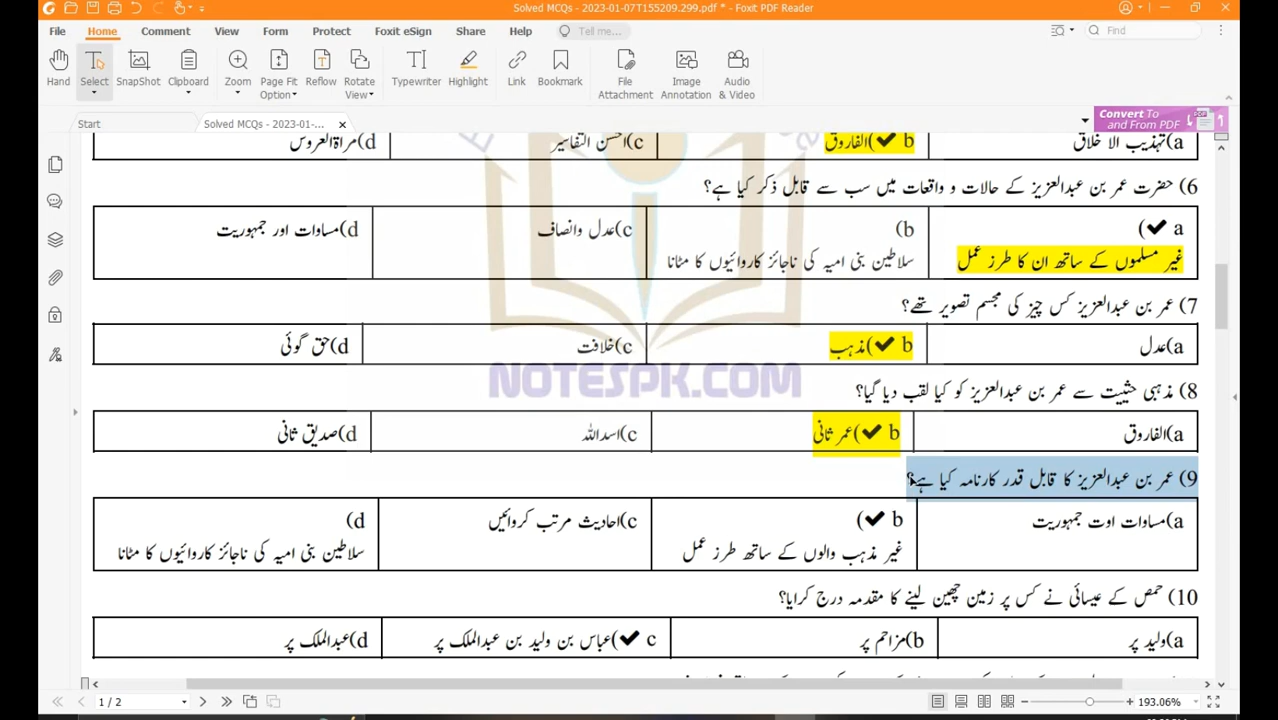 Solved MCQs - 2023-01-07T155209.299.pdf * - Foxit PDF Reader
File Home Comment View Form Protect Foxit eSign Share Help Tell me... Find
Hand Select SnapShot Clipboard Zoom Page Fit Option Reflow Rotate View Typewriter Highlight Link Bookmark File Attachment Image Annotation Audio & Video
Start Solved MCQs - 2023-01-... Convert To and From PDF PDF
a)تہذیب الا خلاق b ✔)الفاروق c)احسن التفاسیر d)مراۃ العروس
6) حضرت عمر بن عبدالعزیز کے حالات و واقعات میں سب سے قابل ذکر کیا ہے؟
a ✔) غیر مسلموں کے ساتھ ان کا طرز عمل
b) سلاطین بنی امیہ کی ناجائز کاروائیوں کا مٹانا
c)عدل وانصاف
d)مساوات اور جمہوریت
7) عمر بن عبدالعزیز کس چیز کی مجسم تصویر تھے؟
a)عدل b ✔)مذہب c)خلافت d)حق گوئی
NOTESPK.COM
8) مذہبی حثییت سے عمر بن عبدالعزیز کو کیا لقب دیا گیا؟
a)الفاروق b ✔)عمر ثانی c)اسداللہ d)صدیق ثانی
9) عمر بن عبدالعزیز کا قابل قدر کارنامہ کیا ہے؟
a)مساوات اوت جمہوریت
b ✔) غیر مذہب والوں کے ساتھ طرز عمل
c)احادیث مرتب کروائیں
d) سلاطین بنی امیہ کی ناجائز کاروائیوں کا مٹانا
10) حمص کے عیسائی نے کس پر زمین چھین لینے کا مقدمہ درج کرایا؟
a)ولید پر b)مزاحم پر c ✔)عباس بن ولید بن عبدالملک پر d)عبدالملک پر
1 / 2 193.06%